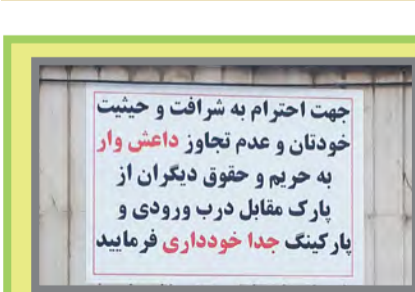 جهت احترام به شرافت و حیثیت
خودتان و عدم تجاوز داعش وار
به حریم و حقوق دیگران از
پارک مقابل درب ورودی و
پارکینگ جدا خودداری فرمایید